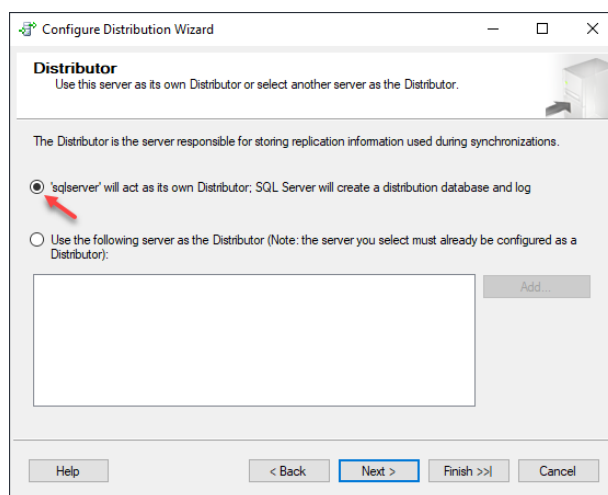 Configure Distribution Wizard
Distributor
Use this server as its own Distributor or select another server as the Distributor.
The Distributor is the server responsible for storing replication information used during synchronizations.
'sqlserver' will act as its own Distributor; SQL Server will create a distribution database and log
Use the following server as the Distributor (Note: the server you select must already be configured as a
Distributor):
Add...
Help
< Back
Next >
Finish >>|
Cancel